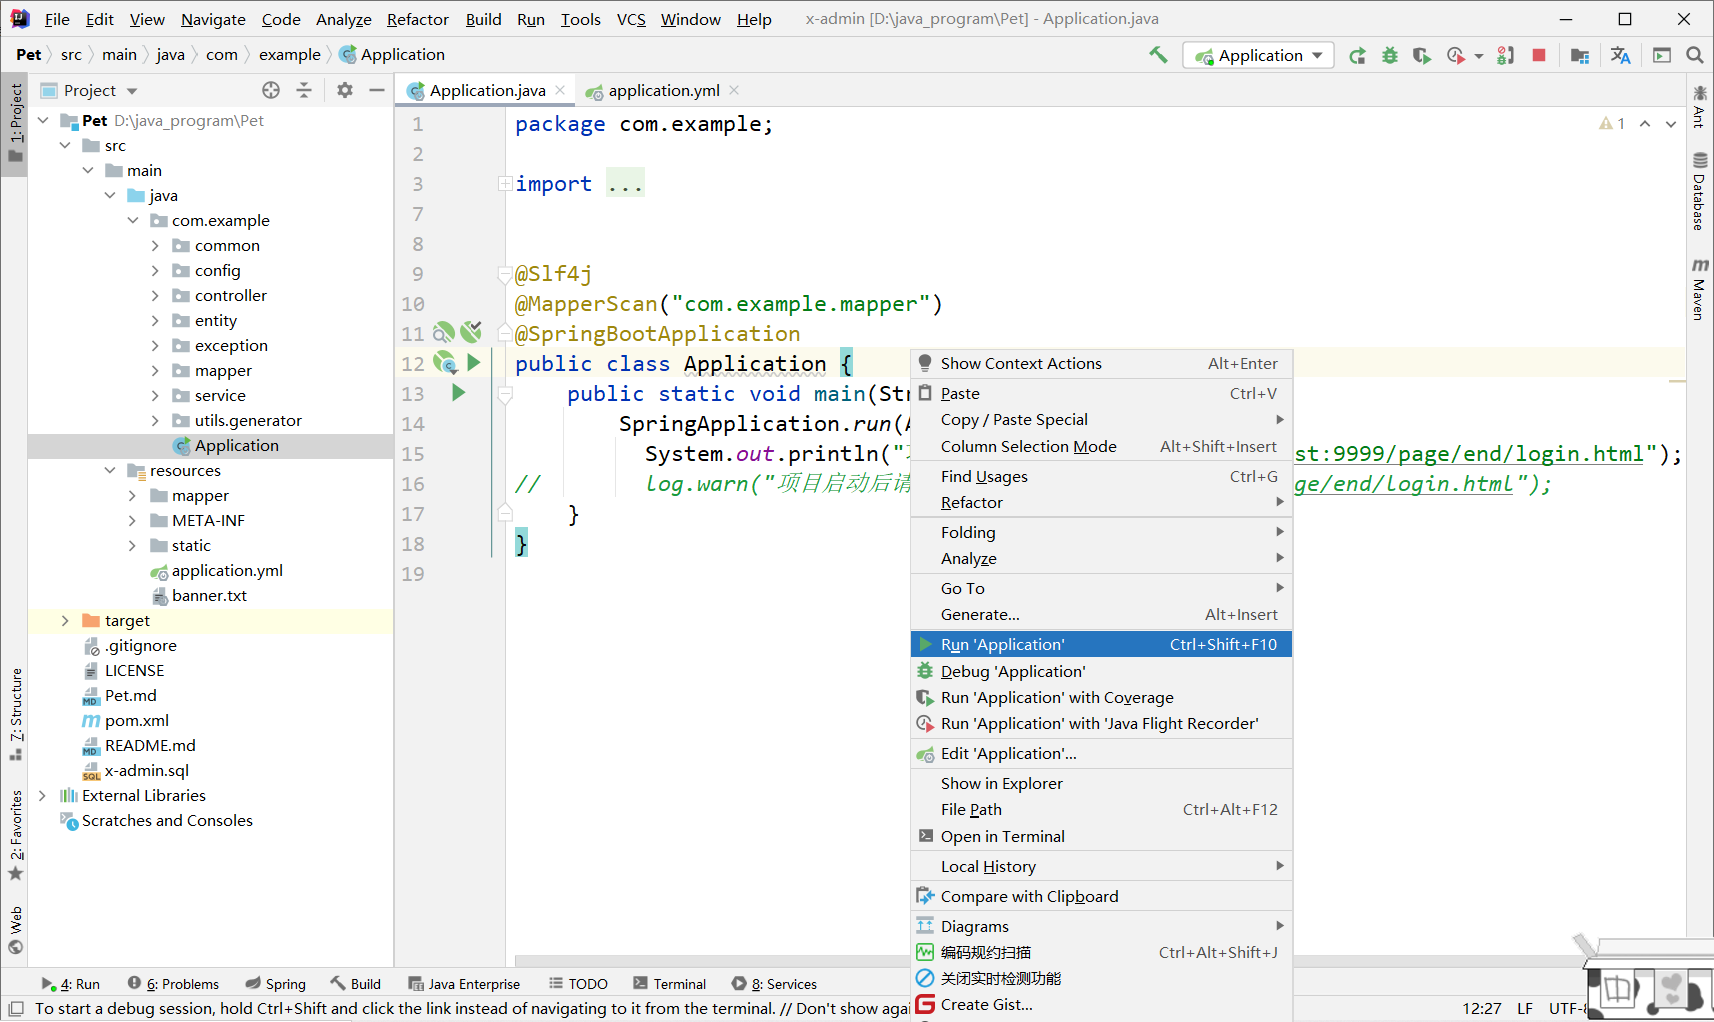 File Edit View Navigate Code Analyze Refactor Build Run Tools VCS Window Help x-admin [D:\java_program\Pet] - Application.java
Pet src main java com example Application
Application
1: Project
Project
Application.java
application.yml
Pet D:\java_program\Pet
src
main
java
com.example
common
config
controller
entity
exception
mapper
service
utils.generator
Application
resources
mapper
META-INF
static
application.yml
banner.txt
target
.gitignore
LICENSE
Pet.md
pom.xml
README.md
x-admin.sql
External Libraries
Scratches and Consoles
7: Structure
2: Favorites
Web
1 package com.example;
2
3 import ...
7
8
9 @Slf4j
10 @MapperScan("com.example.mapper")
11 @SpringBootApplication
12 public class Application {
13 public static void main(Str
14 SpringApplication.run(
15 System.out.println(" st:9999/page/end/login.html");
16 // log.warn("项目启动后请 ge/end/login.html");
17 }
18 }
19
1
Ant
Database
Maven
Show Context Actions Alt+Enter
Paste Ctrl+V
Copy / Paste Special
Column Selection Mode Alt+Shift+Insert
Find Usages Ctrl+G
Refactor
Folding
Analyze
Go To
Generate... Alt+Insert
Run 'Application' Ctrl+Shift+F10
Debug 'Application'
Run 'Application' with Coverage
Run 'Application' with 'Java Flight Recorder'
Edit 'Application'...
Show in Explorer
File Path Ctrl+Alt+F12
Open in Terminal
Local History
Compare with Clipboard
Diagrams
编码规约扫描 Ctrl+Alt+Shift+J
关闭实时检测功能
Create Gist...
4: Run 6: Problems Spring Build Java Enterprise TODO Terminal 8: Services
To start a debug session, hold Ctrl+Shift and click the link instead of navigating to it from the terminal. // Don't show agai
12:27 LF UTF-8
中